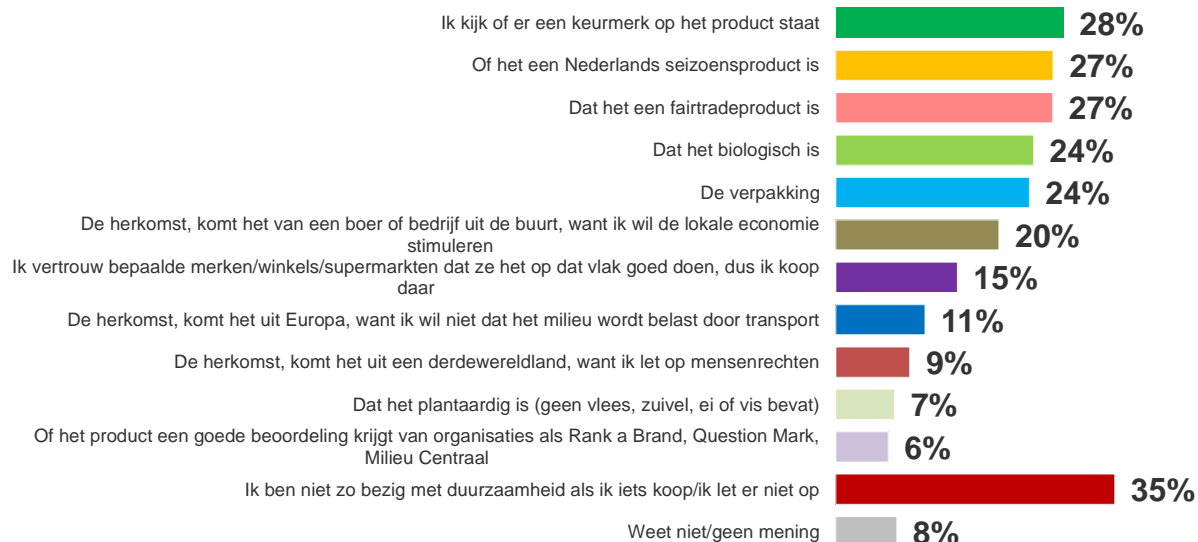 Ik kijk of er een keurmerk op het product staat 28%
Of het een Nederlands seizoensproduct is 27%
Dat het een fairtradeproduct is 27%
Dat het biologisch is 24%
De verpakking 24%
De herkomst, komt het van een boer of bedrijf uit de buurt, want ik wil de lokale economie
stimuleren 20%
Ik vertrouw bepaalde merken/winkels/supermarkten dat ze het op dat vlak goed doen, dus ik koop
daar 15%
De herkomst, komt het uit Europa, want ik wil niet dat het milieu wordt belast door transport 11%
De herkomst, komt het uit een derdewereldland, want ik let op mensenrechten 9%
Dat het plantaardig is (geen vlees, zuivel, ei of vis bevat) 7%
Of het product een goede beoordeling krijgt van organisaties als Rank a Brand, Question Mark,
Milieu Centraal 6%
Ik ben niet zo bezig met duurzaamheid als ik iets koop/ik let er niet op 35%
Weet niet/geen mening 8%